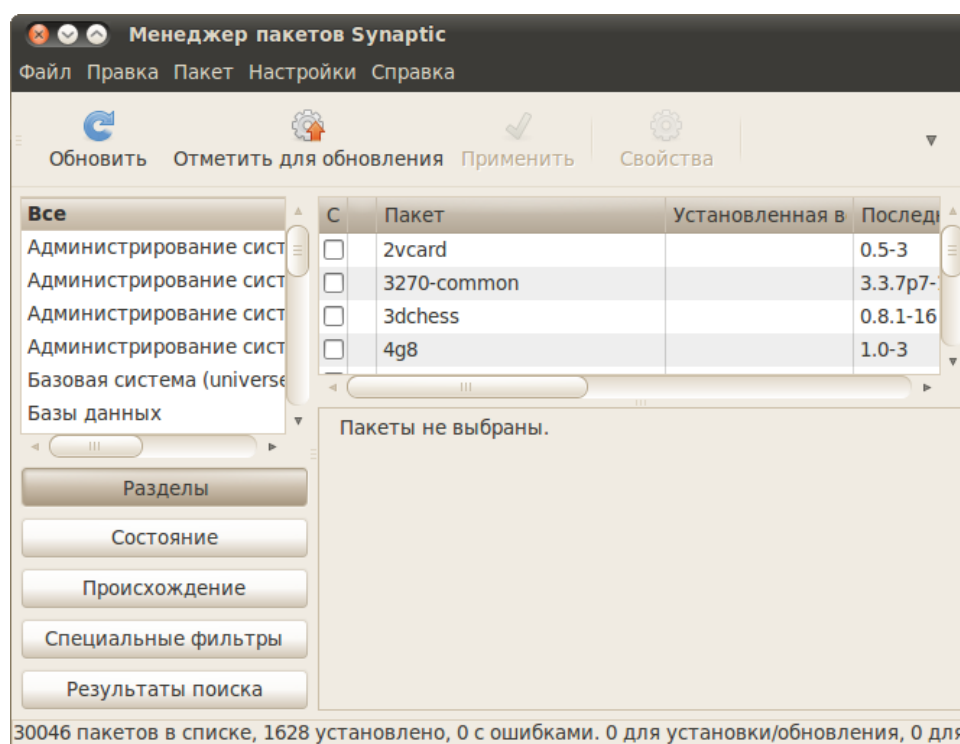 Менеджер пакетов Synaptic
Файл Правка Пакет Настройки Справка
Обновить Отметить для обновления Применить Свойства
Все
Администрирование сист
Администрирование сист
Администрирование сист
Администрирование сист
Базовая система (universe
Базы данных
С Пакет Установленная в Последн
2vcard 0.5-3
3270-common 3.3.7p7-
3dchess 0.8.1-16
4g8 1.0-3
Пакеты не выбраны.
Разделы
Состояние
Происхождение
Специальные фильтры
Результаты поиска
30046 пакетов в списке, 1628 установлено, 0 с ошибками. 0 для установки/обновления, 0 для